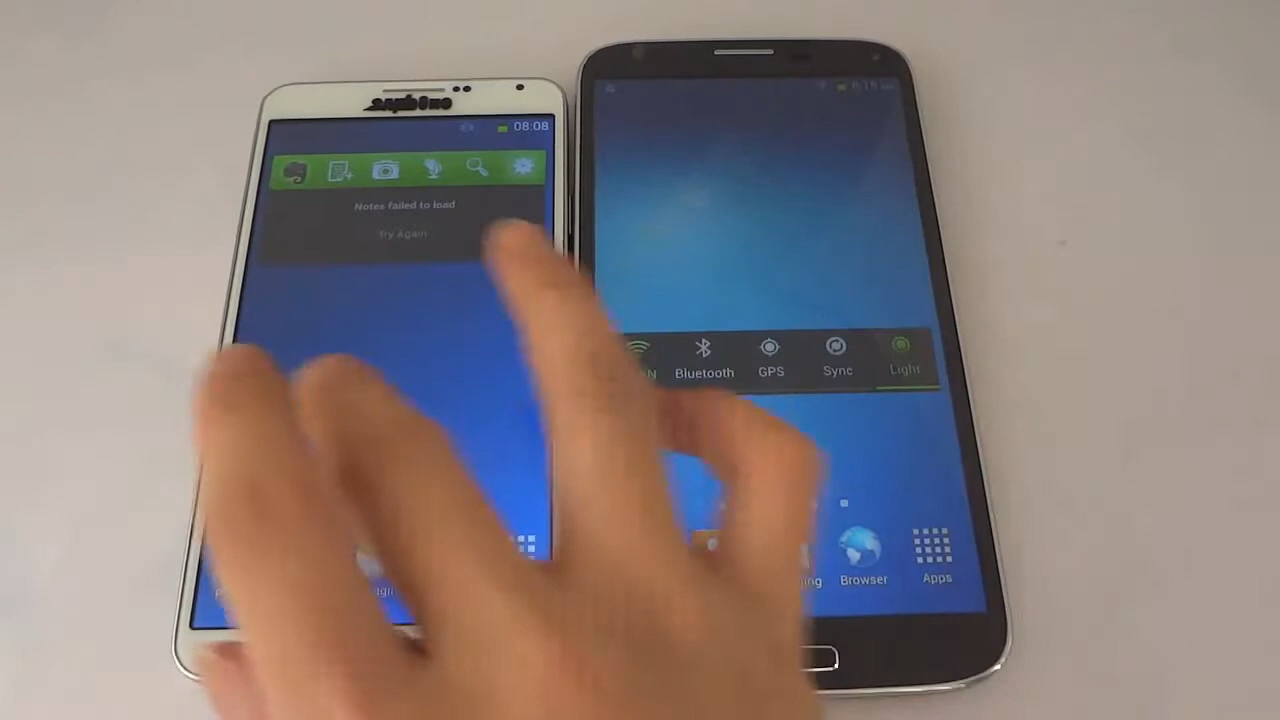 08:08
Notes failed to load
Try Again
Bluetooth
GPS
Sync
Light
Browser
Apps